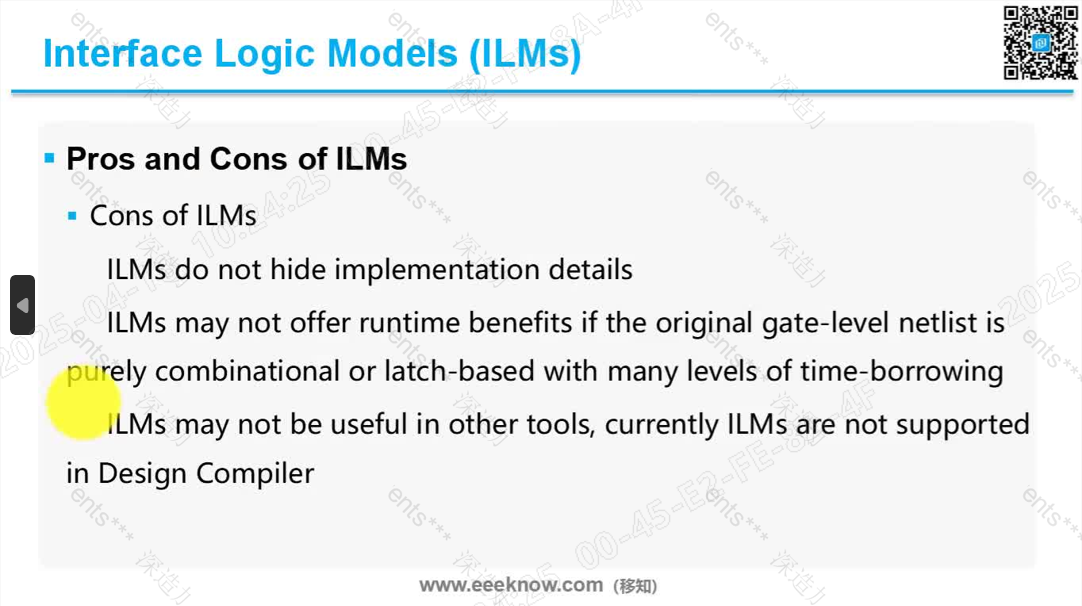 Interface Logic Models (ILMs)
Pros and Cons of ILMs
Cons of ILMs
ILMs do not hide implementation details
ILMs may not offer runtime benefits if the original gate-level netlist is
purely combinational or latch-based with many levels of time-borrowing
ILMs may not be useful in other tools, currently ILMs are not supported
in Design Compiler
www.eeeknow.com (移知)